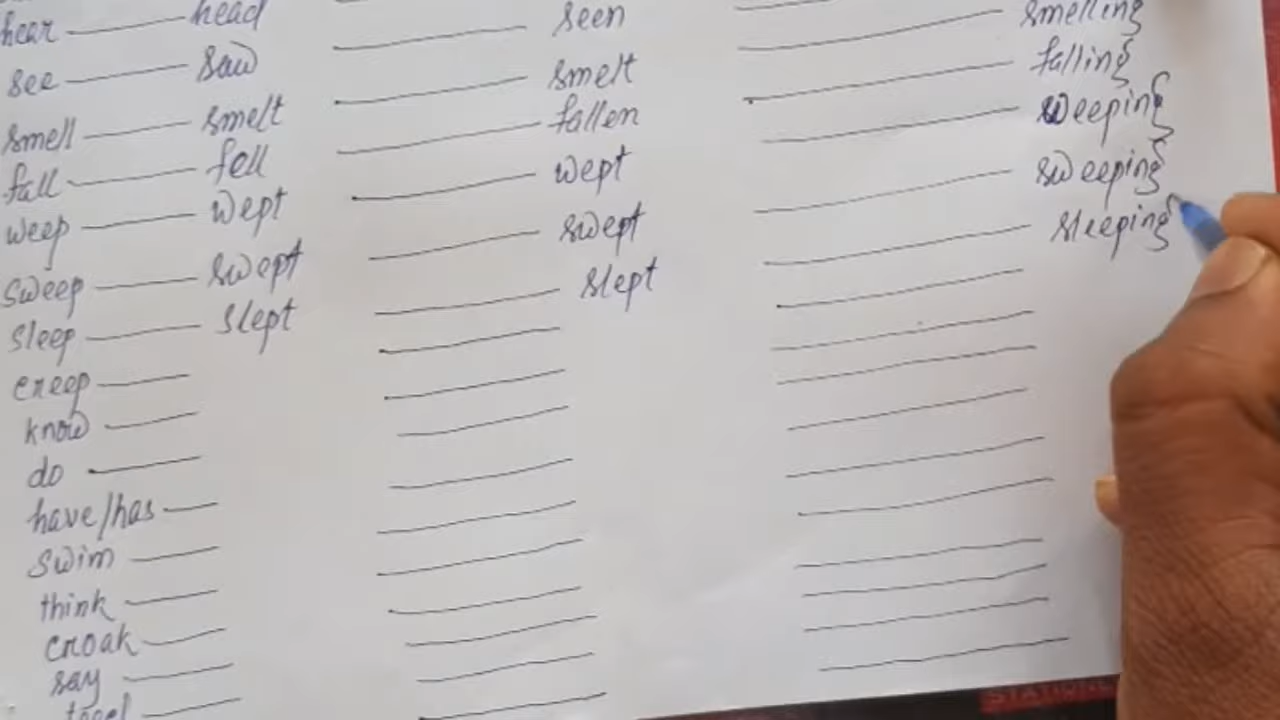 hear head seen smelling
see saw smelt falling
smell smelt fallen weeping
fall fell wept sweeping
weep wept swept sleeping
sweep swept slept
sleep slept
creep
know
do
have/has
swim
think
croak
say
STATIONE